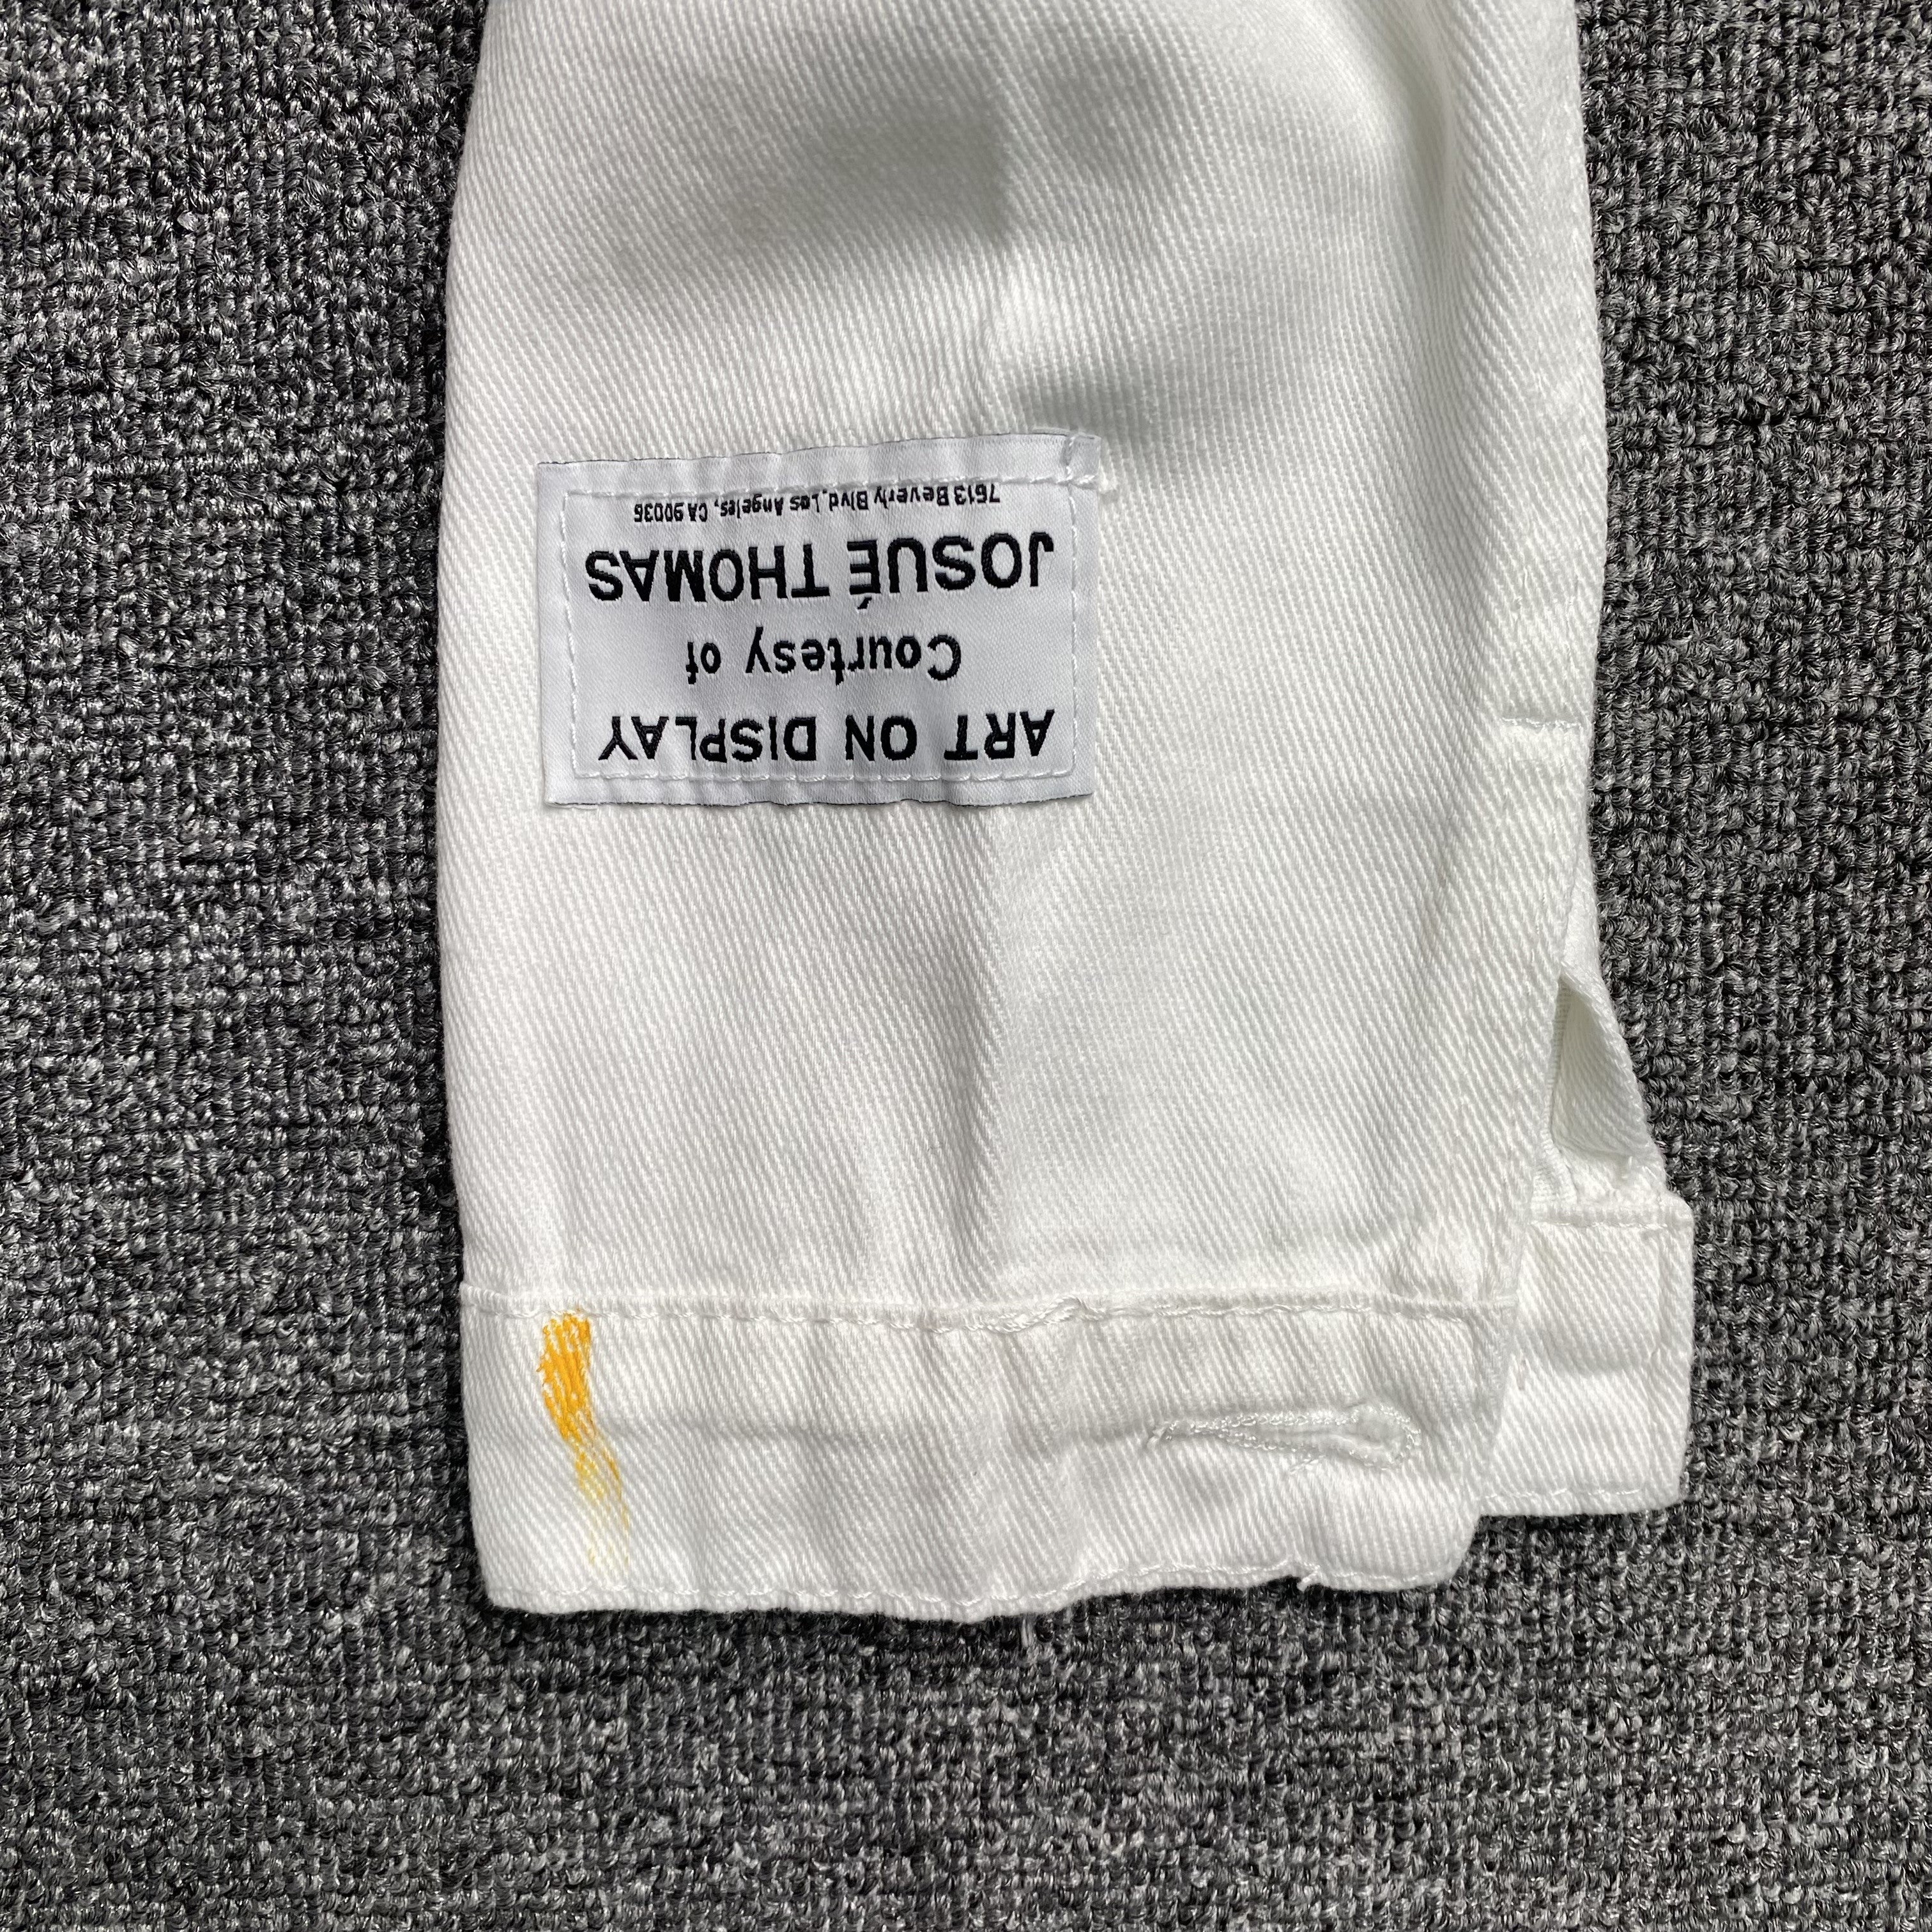 ART ON DISPLAY
Courtesy of
JOSUÉ THOMAS
7613 Beverly Blvd, Los Angeles, CA 90036